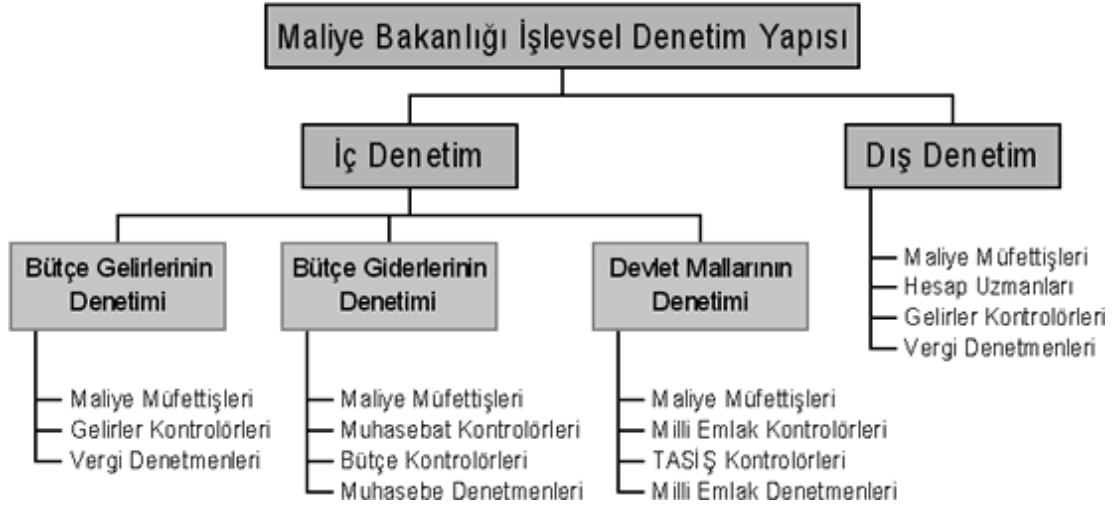 Maliye Bakanlığı İşlevsel Denetim Yapısı
İç Denetim
Dış Denetim
Bütçe Gelirlerinin
Denetimi
Maliye Müfettişleri
Gelirler Kontrolörleri
Vergi Denetmenleri
Bütçe Giderlerinin
Denetimi
Maliye Müfettişleri
Muhasebat Kontrolörleri
Bütçe Kontrolörleri
Muhasebe Denetmenleri
Devlet Mallarının
Denetimi
Maliye Müfettişleri
Milli Emlak Kontrolörleri
TASİŞ Kontrolörleri
Milli Emlak Denetmenleri
Maliye Müfettişleri
Hesap Uzmanları
Gelirler Kontrolörleri
Vergi Denetmenleri